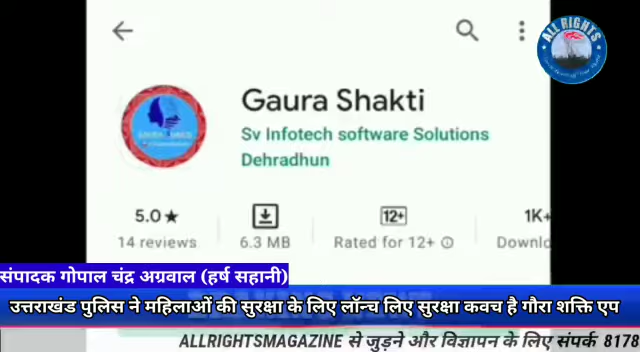 ALL RIGHTS
Gaura Shakti
Sv Infotech software Solutions
Dehradhun
5.0★
12+
1K+
14 reviews
6.3 MB
Rated for 12+
Downlo
संपादक गोपाल चंद्र अग्रवाल (हर्ष सहानी)
उत्तराखंड पुलिस ने महिलाओं की सुरक्षा के लिए लॉन्च लिए सुरक्षा कवच है गौरा शक्ति एप
ALLRIGHTSMAGAZINE से जुड़ने और विज्ञापन के लिए संपर्क 8178